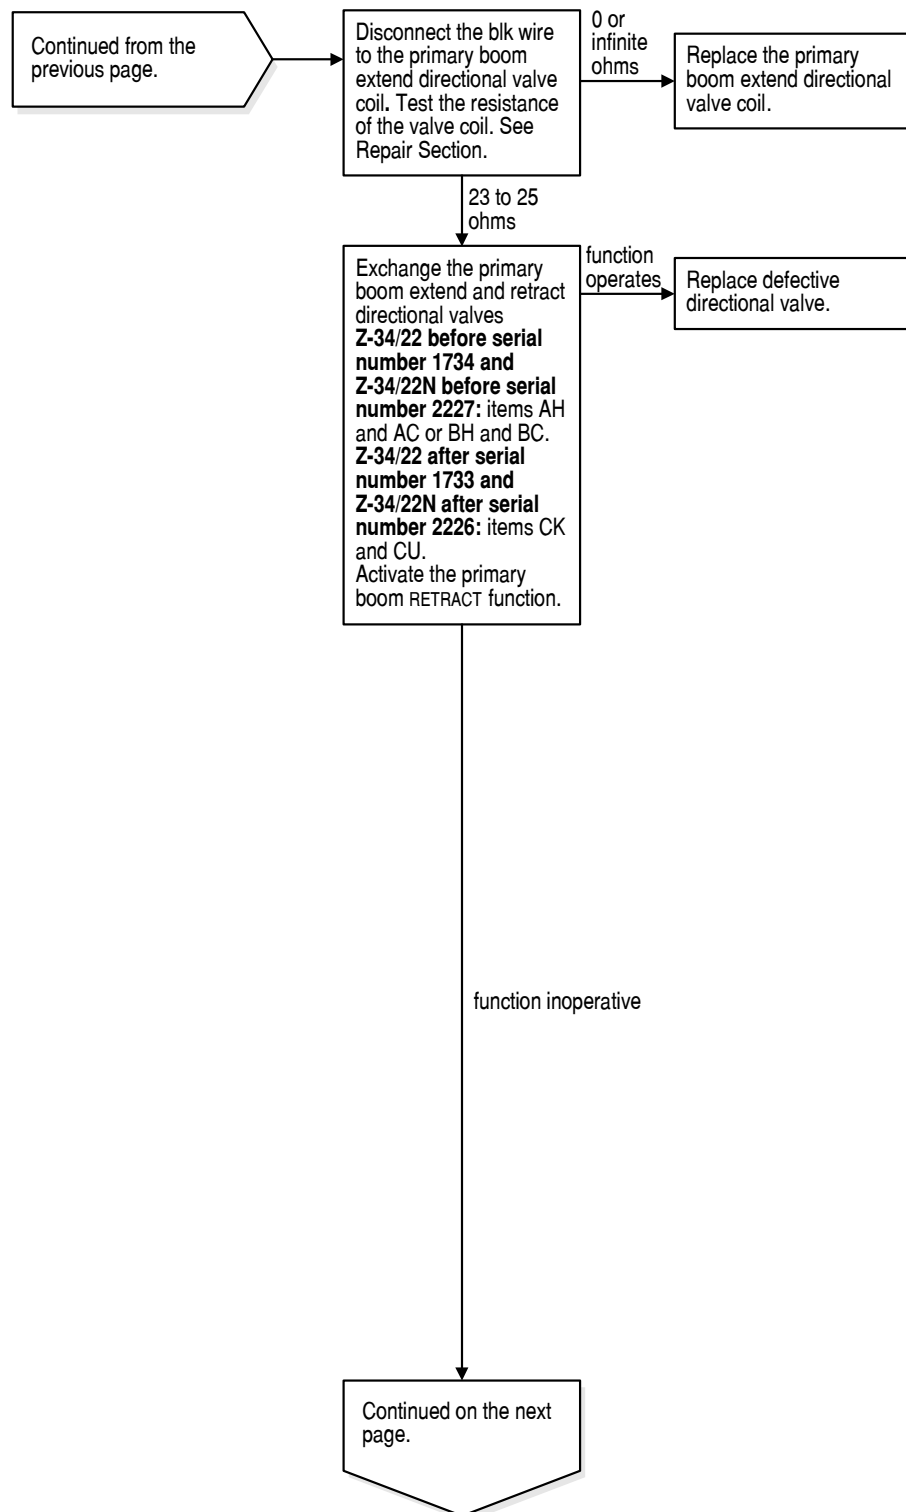 Continued from the
previous page.
Disconnect the blk wire
to the primary boom
extend directional valve
coil. Test the resistance
of the valve coil. See
Repair Section.
0 or
infinite
ohms
Replace the primary
boom extend directional
valve coil.
23 to 25
ohms
Exchange the primary
boom extend and retract
directional valves
Z-34/22 before serial
number 1734 and
Z-34/22N before serial
number 2227: items AH
and AC or BH and BC.
Z-34/22 after serial
number 1733 and
Z-34/22N after serial
number 2226: items CK
and CU.
Activate the primary
boom RETRACT function.
function
operates
Replace defective
directional valve.
function inoperative
Continued on the next
page.